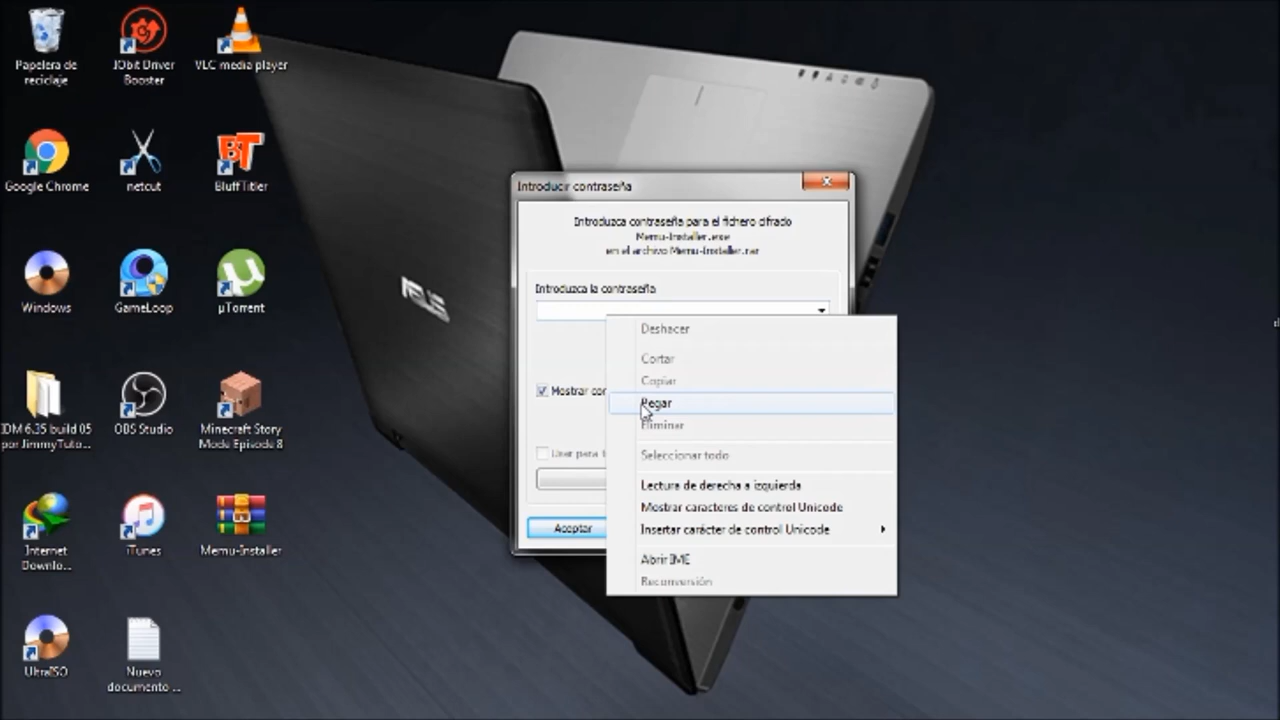 Papelera de
reciclaje
IObit Driver
Booster
VLC media player
Google Chrome
netcut
BT
BluffTitler
Windows
GameLoop
µTorrent
IDM 6.35 build 05
por JimmyTuto...
OBS Studio
Minecraft Story
Mode Episode 8
Internet
Downlo...
iTunes
Memu-Installer
UltraISO
Nuevo
documento ...
ASUS
Introducir contraseña
Introduzca contraseña para el fichero cifrado
Memu-Installer.exe
en el archivo Memu-Installer.rar
Introduzca la contraseña
Mostrar con
Usar para t
Aceptar
Deshacer
Cortar
Copiar
Pegar
Eliminar
Seleccionar todo
Lectura de derecha a izquierda
Mostrar caracteres de control Unicode
Insertar carácter de control Unicode
Abrir IME
Reconversión